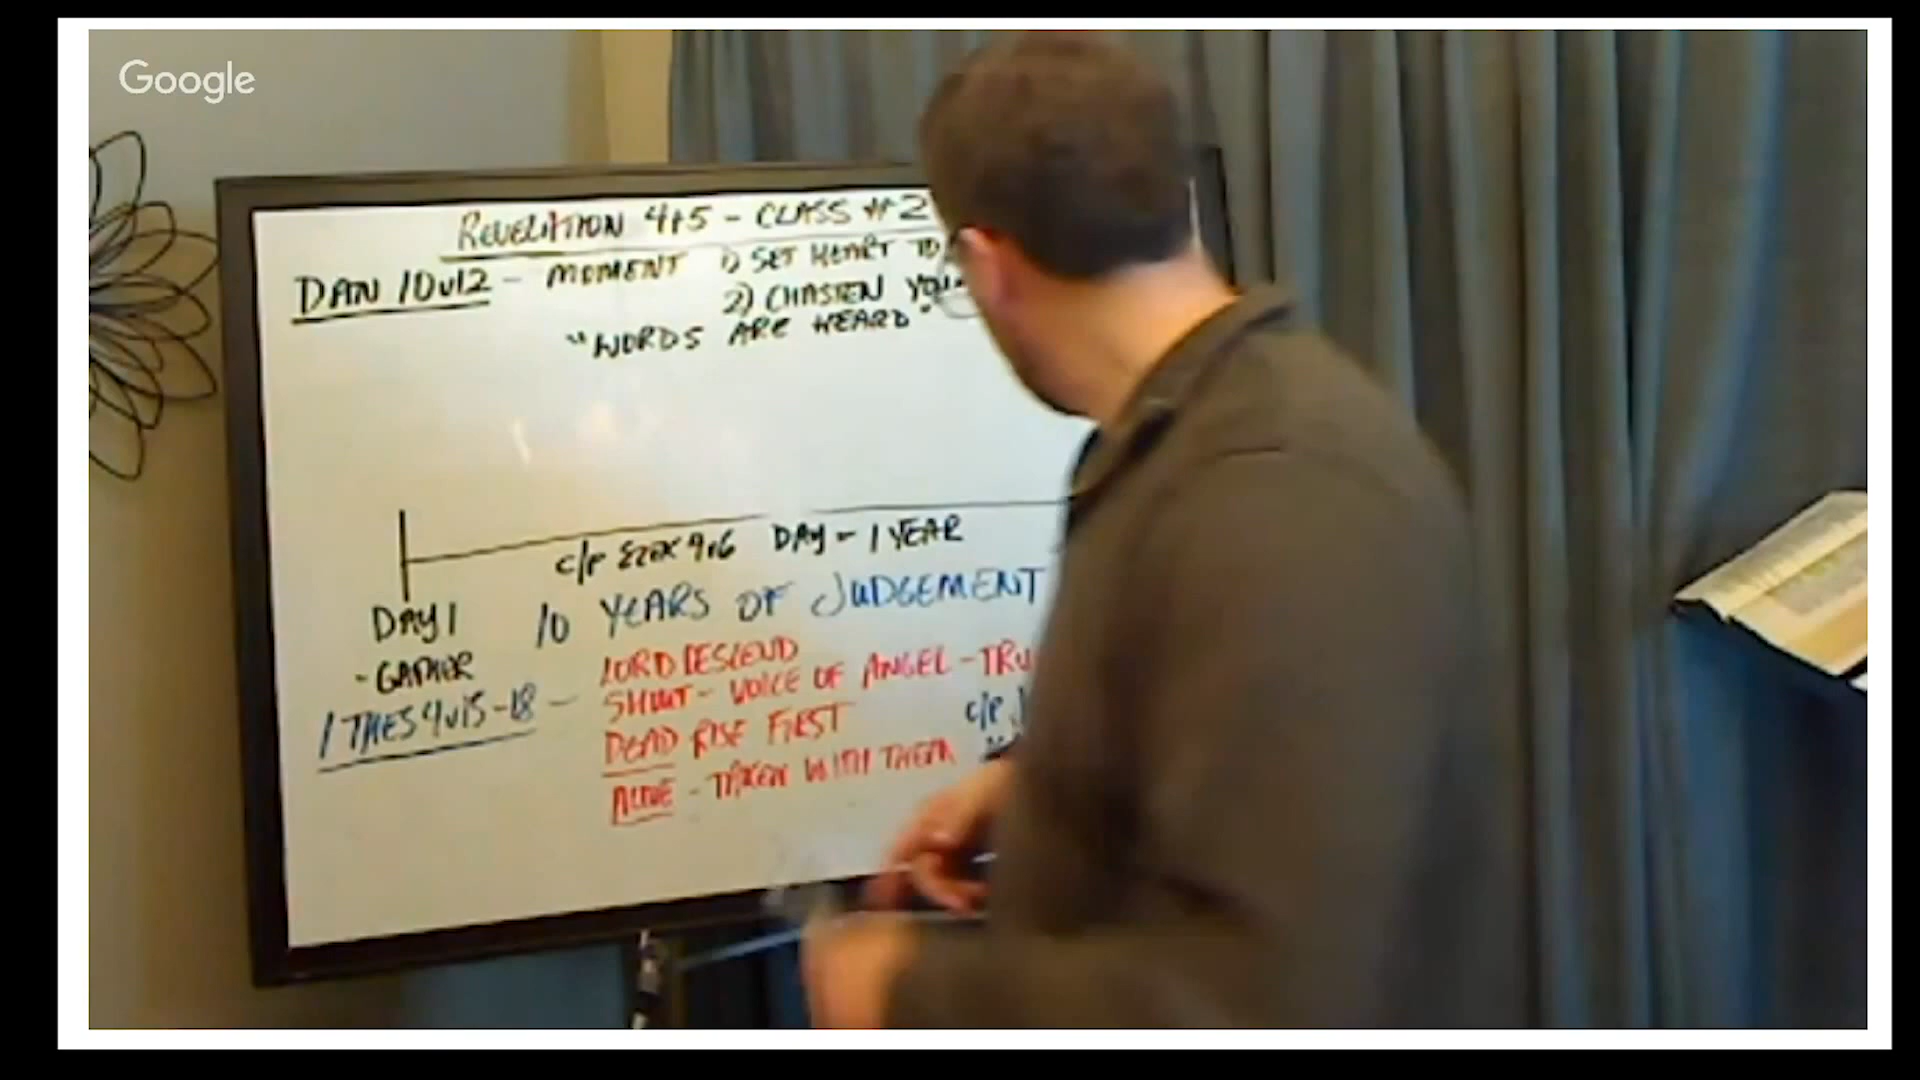 Google
REVELATION 4+5 - CLASS #2
DAN 10v12 - MOMENT 1) SET HEART TO
2) CHASTEN YOU
"WORDS ARE HEARD"
c/p EZEK 4v6 DAY = 1 YEAR
DAY 1
10 YEARS OF JUDGEMENT
- GATHER
LORD DESCEND
1 THES 4v15-18 - SHOUT - VOICE OF ANGEL - TRU
DEAD RISE FIRST c/p
ALIVE - TAKEN WITH THEM